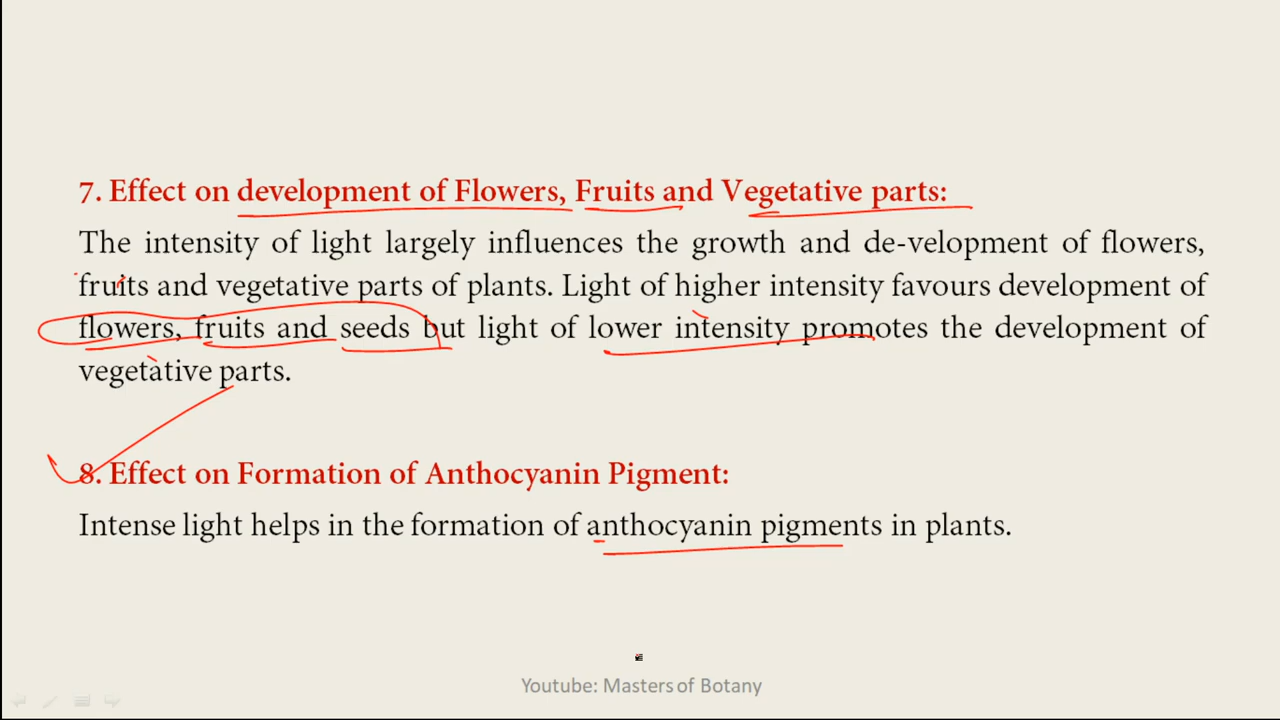 7. Effect on development of Flowers, Fruits and Vegetative parts:
The intensity of light largely influences the growth and de-velopment of flowers,
fruits and vegetative parts of plants. Light of higher intensity favours development of
flowers, fruits and seeds but light of lower intensity promotes the development of
vegetative parts.
8. Effect on Formation of Anthocyanin Pigment:
Intense light helps in the formation of anthocyanin pigments in plants.
Youtube: Masters of Botany